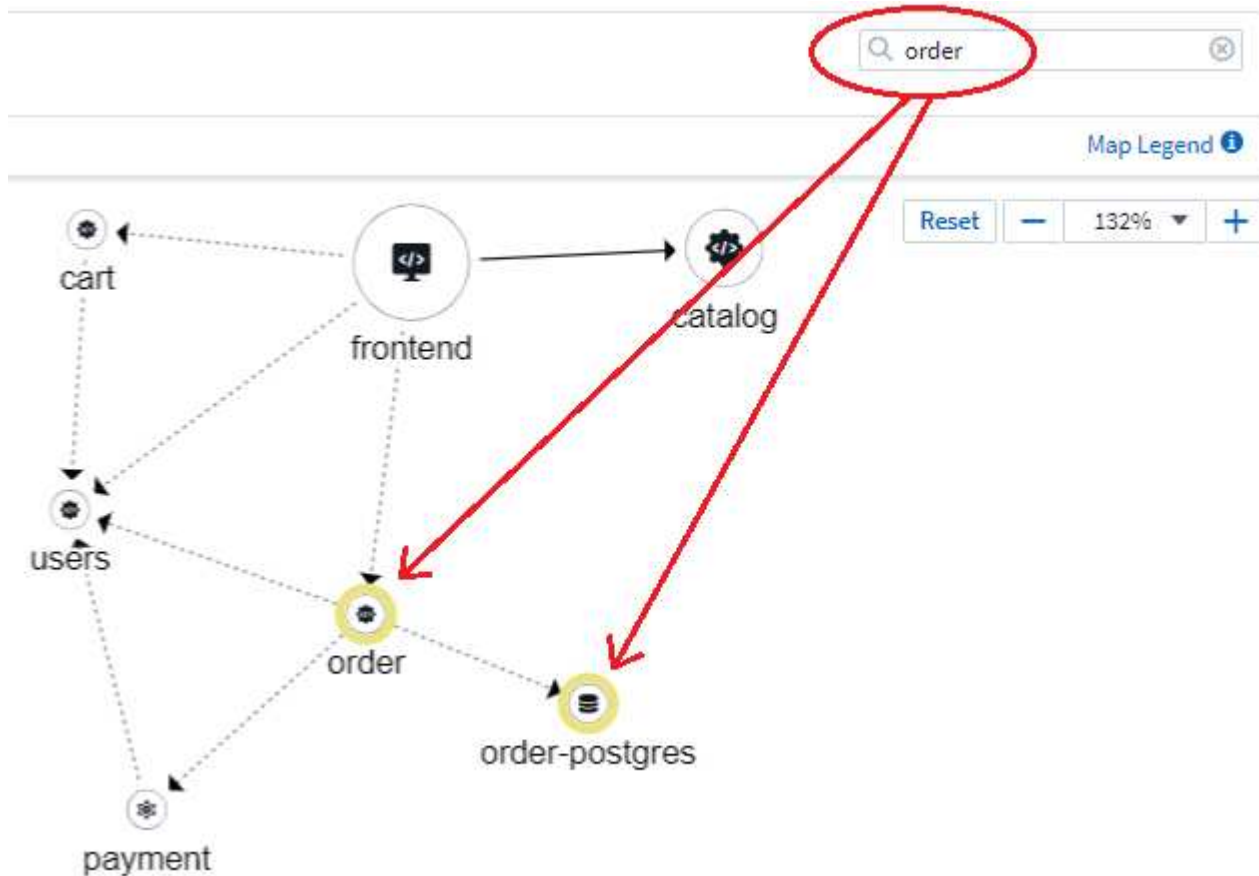 order
Map Legend
Reset 132%
cart
frontend
catalog
users
order
order-postgres
payment